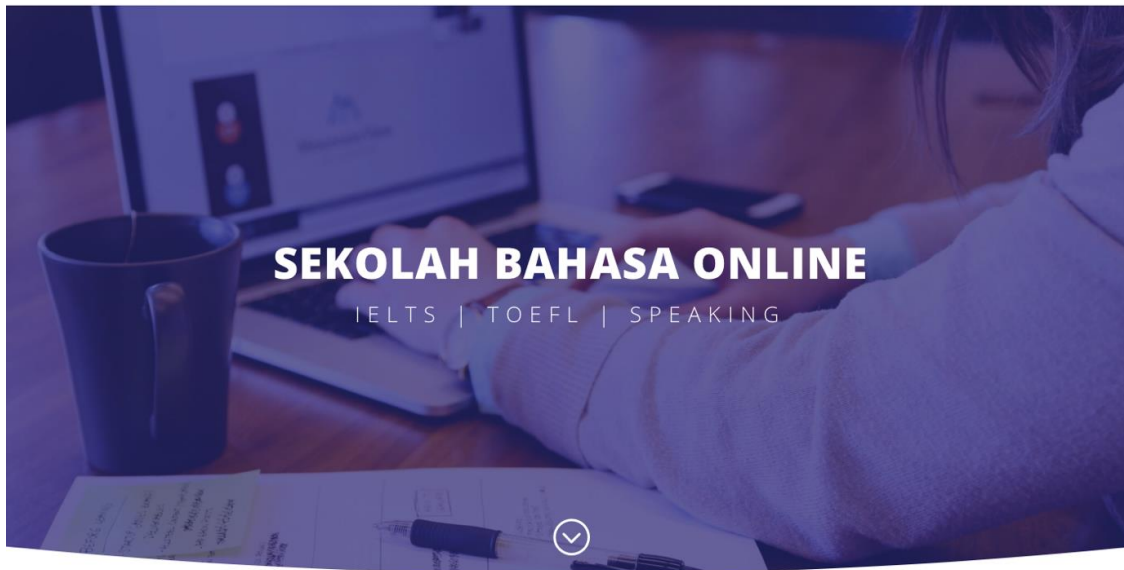 SEKOLAH BAHASA ONLINE
IELTS | TOEFL | SPEAKING